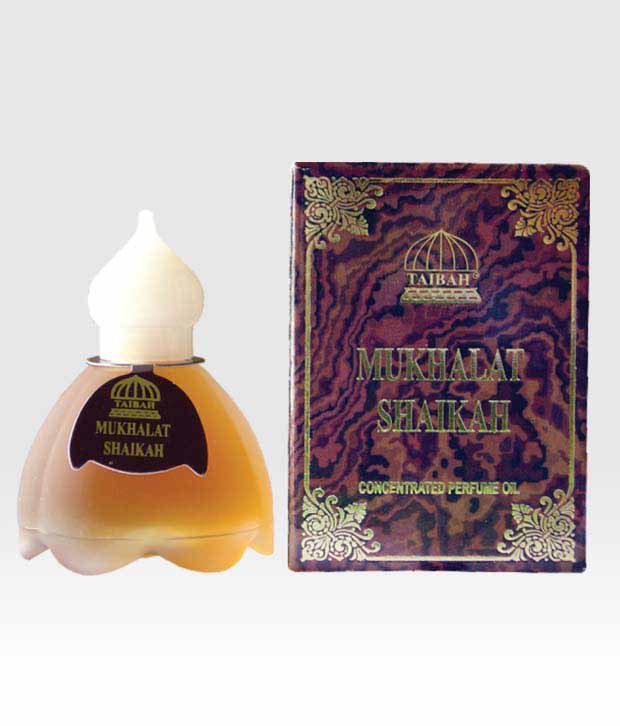 TAIBAH
MUKHALAT
SHAIKAH
TAIBAH©
MUKHALAT
SHAIKAH
CONCENTRATED PERFUME OIL